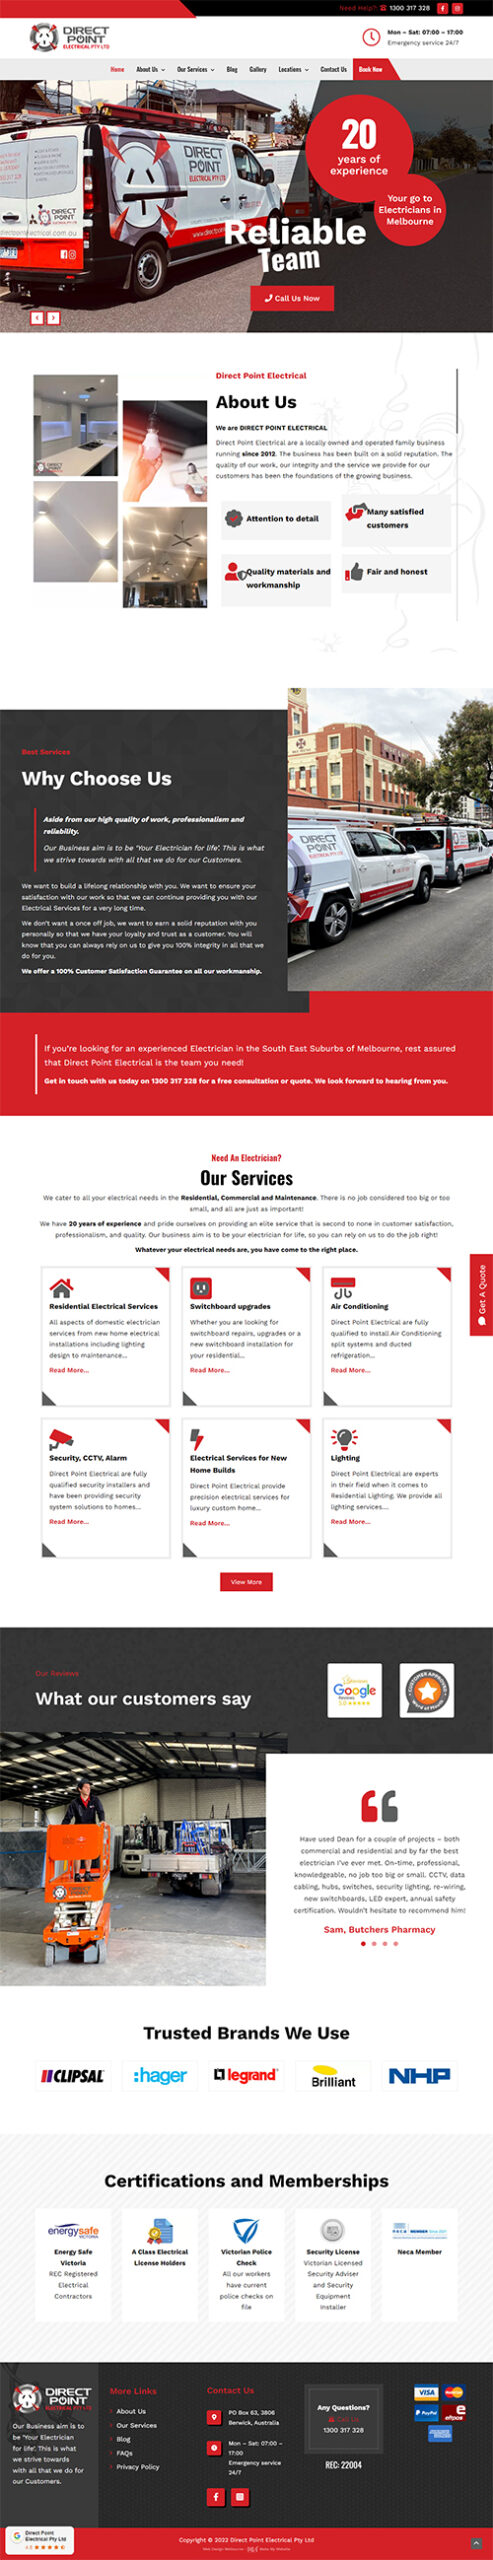 Need Help? 1300 317 328
DIRECT
POINT
ELECTRICAL PTY LTD
Mon – Sat: 07:00 – 17:00
Emergency service 24/7
Home About Us Our Services Blog Gallery Locations Contact Us Book Now
DIRECT
POINT
ELECTRICAL PTY LTD
20
years of
experience
Your go to
Electricians in
Melbourne
Reliable
Team
Call Us Now
Direct Point Electrical
About Us
We are DIRECT POINT ELECTRICAL
Direct Point Electrical are a locally owned and operated family business
running since 2012. The business has been built on a solid reputation. The
quality of our work, our integrity and the service we provide for our
customers has been the foundations of the growing business.
Attention to detail
Many satisfied
customers
Quality materials and
workmanship
Fair and honest
Best Services
Why Choose Us
Aside from our high quality of work, professionalism and
reliability.
Our Business aim is to be 'Your Electrician for life'. This is what
we strive towards with all that we do for our Customers.
We want to build a lifelong relationship with you. We want to ensure your
satisfaction with our work so that we can continue providing you with our
Electrical Services for a very long time.
We don't want a once off job, we want to earn a solid reputation with you
personally so that we have your loyalty and trust as a customer. You will
know that you can always rely on us to give you 100% integrity in all that we
do for you.
We offer a 100% Customer Satisfaction Guarantee on all our workmanship.
DIRECT
POINT
If you're looking for an experienced Electrician in the South East Suburbs of Melbourne, rest assured
that Direct Point Electrical is the team you need!
Get in touch with us today on 1300 317 328 for a free consultation or quote. We look forward to hearing from you.
Need An Electrician?
Our Services
We cater to all your electrical needs in the Residential, Commercial and Maintenance. There is no job considered too big or too
small, and all are just as important!
We have 20 years of experience and pride ourselves on providing an elite service that is second to none in customer satisfaction,
professionalism, and quality. Our business aim is to be your electrician for life, so you can rely on us to do the job right!
Whatever your electrical needs are, you have come to the right place.
Get A Quote
Residential Electrical Services
All aspects of domestic electrician
services from new home electrical
installations including lighting
design to maintenance...
Read More...
Switchboard upgrades
Whether you are looking for
switchboard repairs, upgrades or a
new switchboard installation for
your residential...
Read More...
Air Conditioning
Direct Point Electrical are fully
qualified to install Air Conditioning
split systems and ducted
refrigeration...
Read More...
Security, CCTV, Alarm
Direct Point Electrical are fully
qualified security installers and
have been providing security
system solutions to homes...
Read More...
Electrical Services for New
Home Builds
Direct Point Electrical provide
precision electrical services for
luxury custom home...
Read More...
Lighting
Direct Point Electrical are experts
in their field when it comes to
Residential Lighting. We provide all
lighting services....
Read More...
View More
Our Reviews
What our customers say
Google
Reviews
5.0
CUSTOMER APPROVED
Word of Mouth
Have used Dean for a couple of projects – both
commercial and residential and by far the best
electrician I've ever met. On-time, professional,
knowledgeable, no job too big or small. CCTV, data
cabling, hubs, switches, security lighting, re-wiring,
new switchboards, LED expert, annual safety
certification. Wouldn't hesitate to recommend him!
Sam, Butchers Pharmacy
Trusted Brands We Use
CLIPSAL
:hager
legrand
Brilliant
NHP
Certifications and Memberships
energysafe
VICTORIA
Energy Safe
Victoria
REC Registered
Electrical
Contractors
A Class Electrical
License Holders
Victorian Police
Check
All our workers
have current
police checks on
file
Security License
Victorian Licensed
Security Adviser
and Security
Equipment
Installer
neca MEMBER Since 2021
Neca Member
DIRECT
POINT
ELECTRICAL PTY LTD
Our Business aim is to
be 'Your Electrician
for life'. This is what
we strive towards
with all that we do for
our Customers.
More Links
About Us
Our Services
Blog
FAQs
Privacy Policy
Contact Us
PO Box 63, 3806
Berwick, Australia
Mon – Sat: 07:00 –
17:00
Emergency service
24/7
Any Questions?
Call Us
1300 317 328
REC: 22004
VISA
MasterCard
PayPal
eftpos
Direct Point
Electrical Pty Ltd
Copyright © 2022 Direct Point Electrical Pty Ltd
Web Design Melbourne - Make My Website